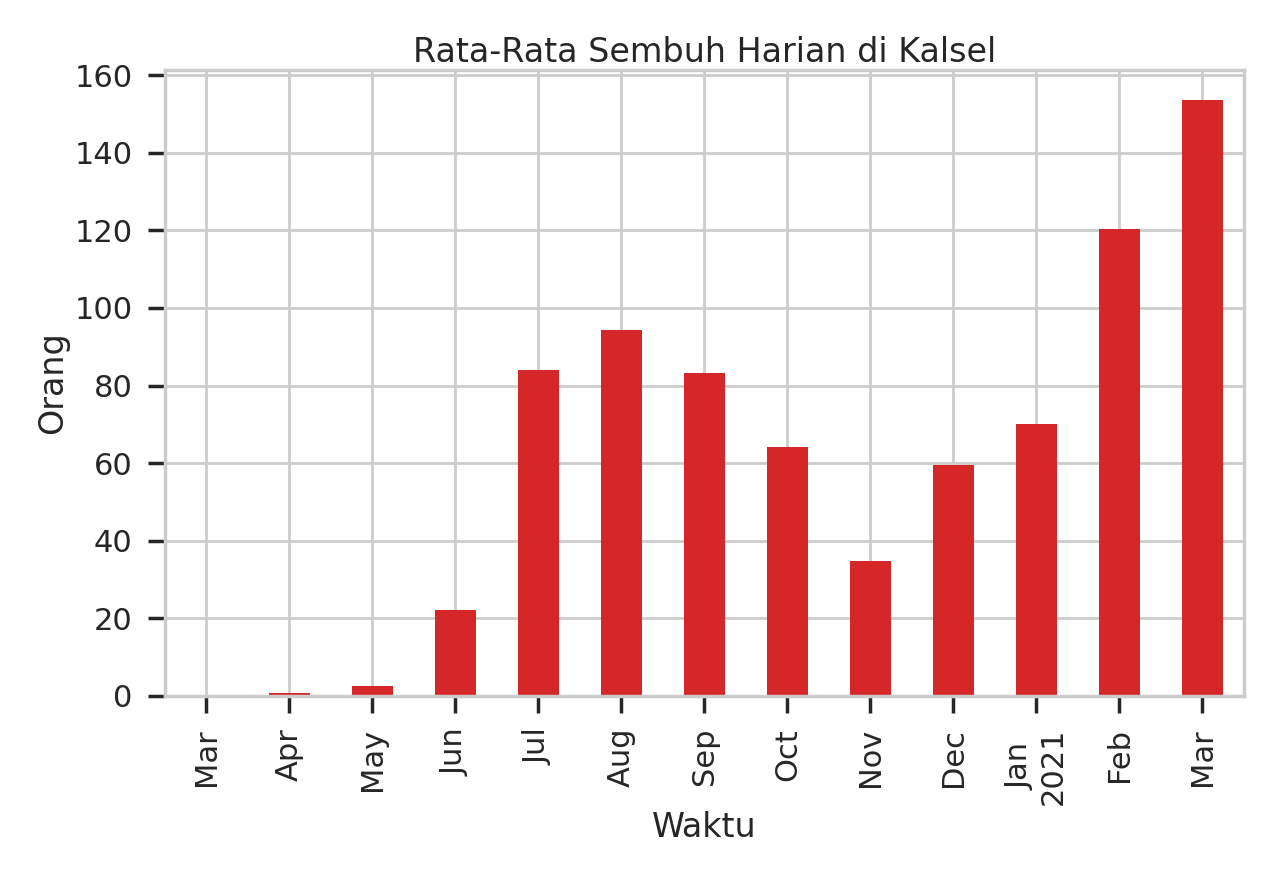 Rata-Rata Sembuh Harian di Kalsel
160
140
120
100
80
60
40
20
0
Orang
Mar
Apr
May
Jun
Jul
Aug
Sep
Oct
Nov
Dec
Jan
2021
Feb
Mar
Waktu